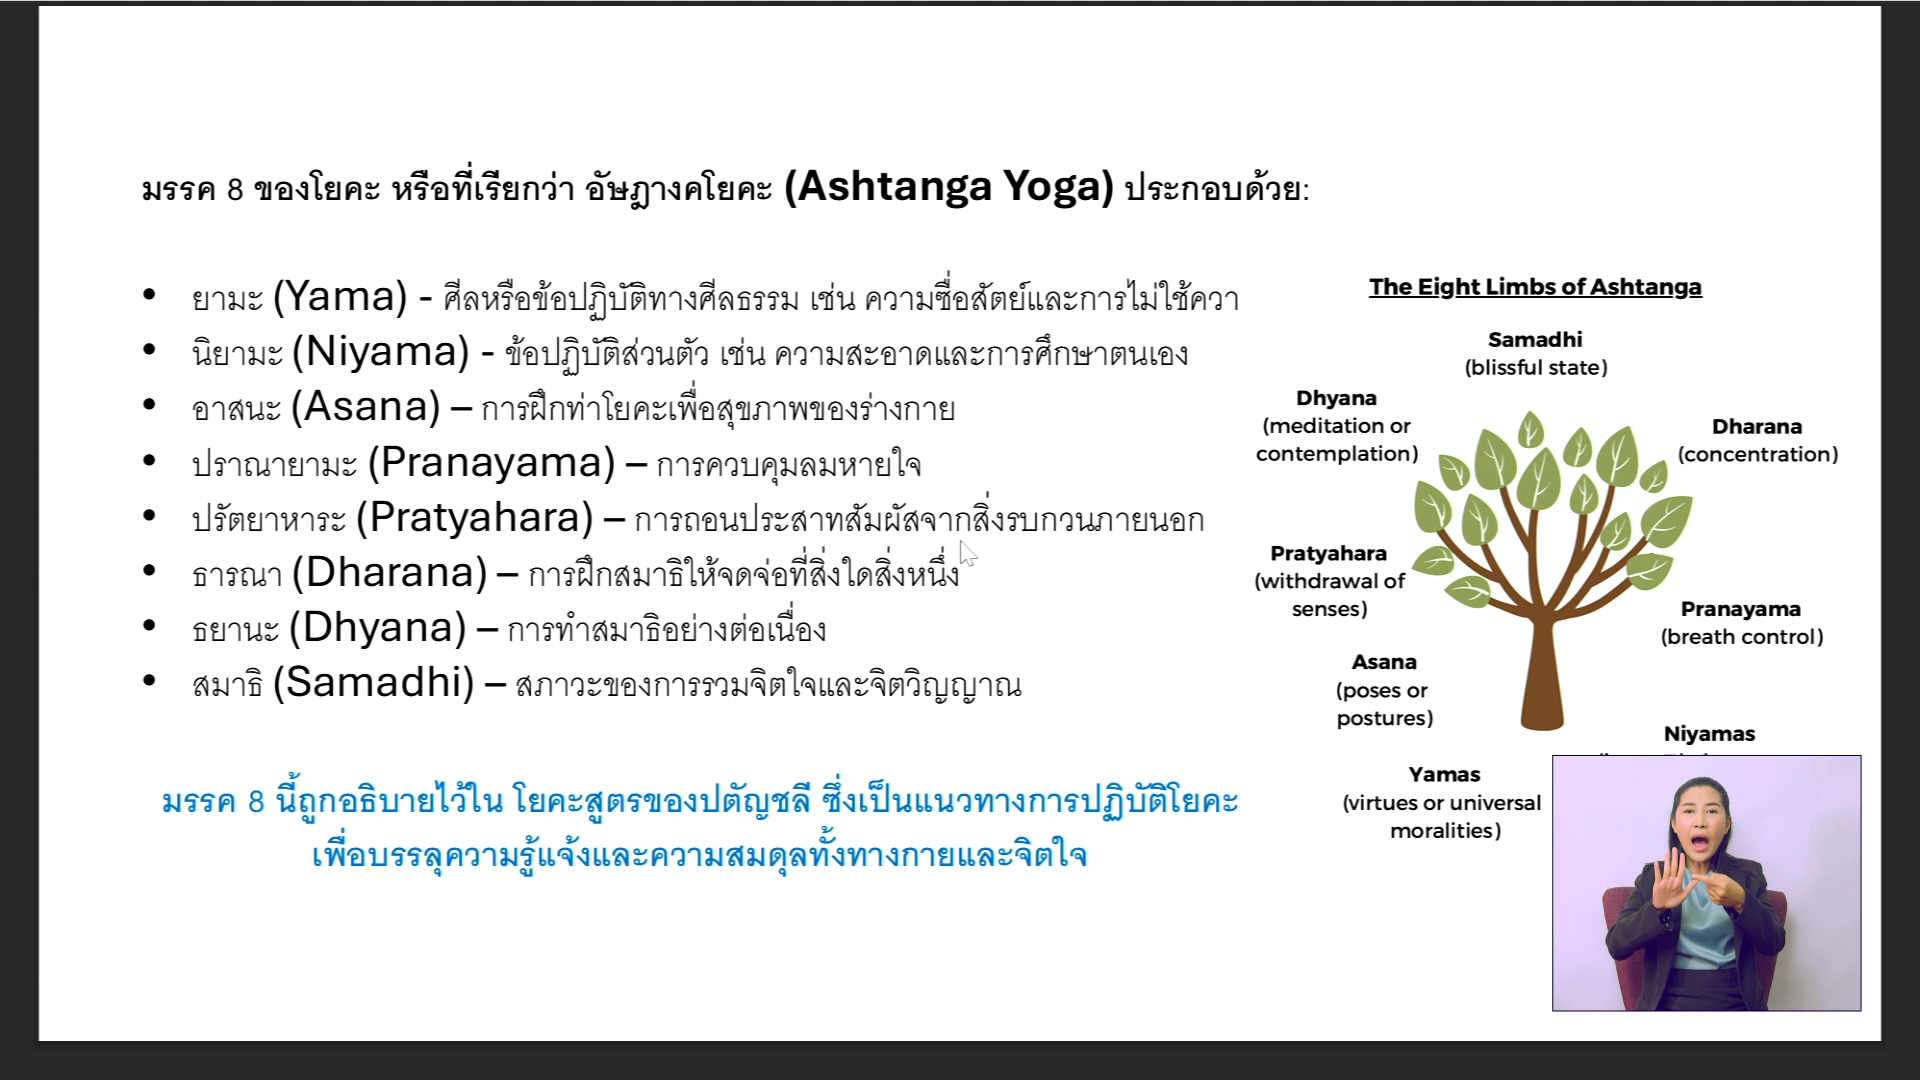 มรรค 8 ของโยคะ หรือที่เรียกว่า อัษฎางคโยคะ (Ashtanga Yoga) ประกอบด้วย:
• ยามะ (Yama) - ศีลหรือข้อปฏิบัติทางศีลธรรม เช่น ความซื่อสัตย์และการไม่ใช้ควา
• นิยามะ (Niyama) - ข้อปฏิบัติส่วนตัว เช่น ความสะอาดและการศึกษาตนเอง
• อาสนะ (Asana) – การฝึกท่าโยคะเพื่อสุขภาพของร่างกาย
• ปราณายามะ (Pranayama) – การควบคุมลมหายใจ
• ปรัตยาหาระ (Pratyahara) – การถอนประสาทสัมผัสจากสิ่งรบกวนภายนอก
• ธารณา (Dharana) – การฝึกสมาธิให้จดจ่อที่สิ่งใดสิ่งหนึ่ง
• ธยานะ (Dhyana) – การทำสมาธิอย่างต่อเนื่อง
• สมาธิ (Samadhi) – สภาวะของการรวมจิตใจและจิตวิญญาณ
มรรค 8 นี้ถูกอธิบายไว้ใน โยคะสูตรของปตัญชลี ซึ่งเป็นแนวทางการปฏิบัติโยคะ
เพื่อบรรลุความรู้แจ้งและความสมดุลทั้งทางกายและจิตใจ
The Eight Limbs of Ashtanga
Samadhi
(blissful state)
Dhyana
(meditation or
contemplation)
Dharana
(concentration)
Pratyahara
(withdrawal of
senses)
Pranayama
(breath control)
Asana
(poses or
postures)
Niyamas
Yamas
(virtues or universal
moralities)